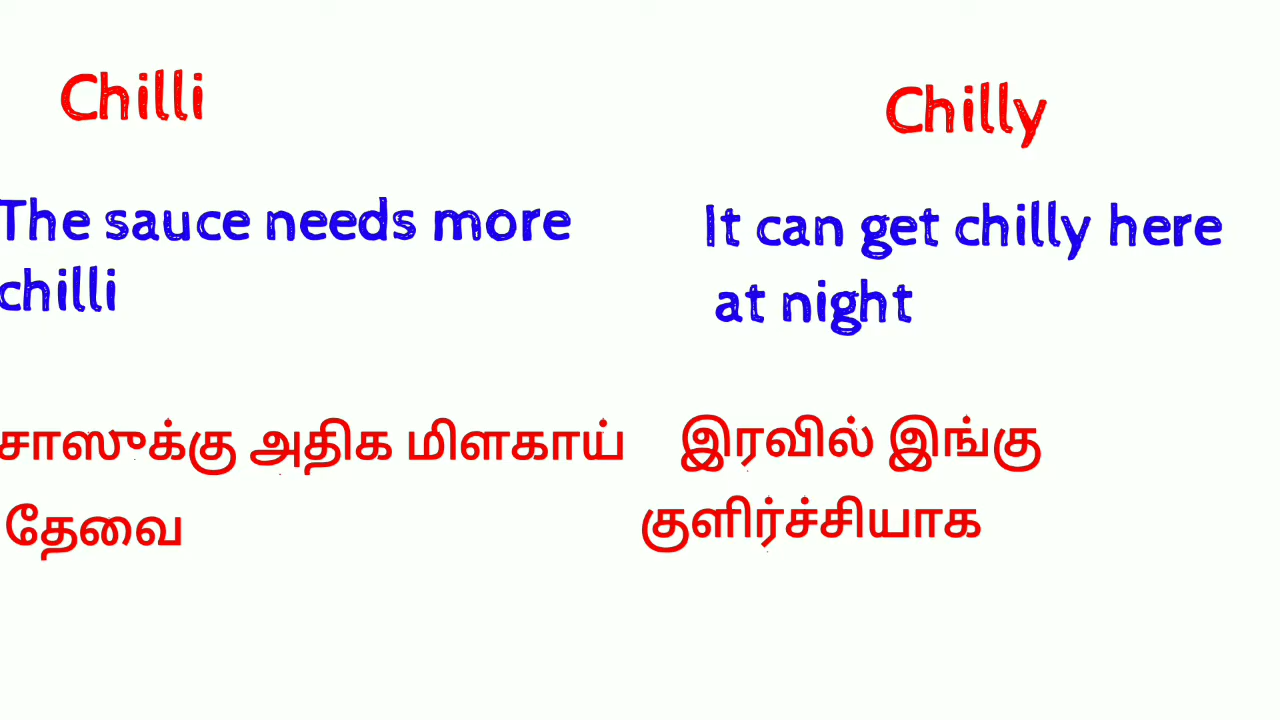 Chilli
The sauce needs more
chilli
சாஸுக்கு அதிக மிளகாய்
தேவை
Chilly
It can get chilly here
at night
இரவில் இங்கு
குளிர்ச்சியாக